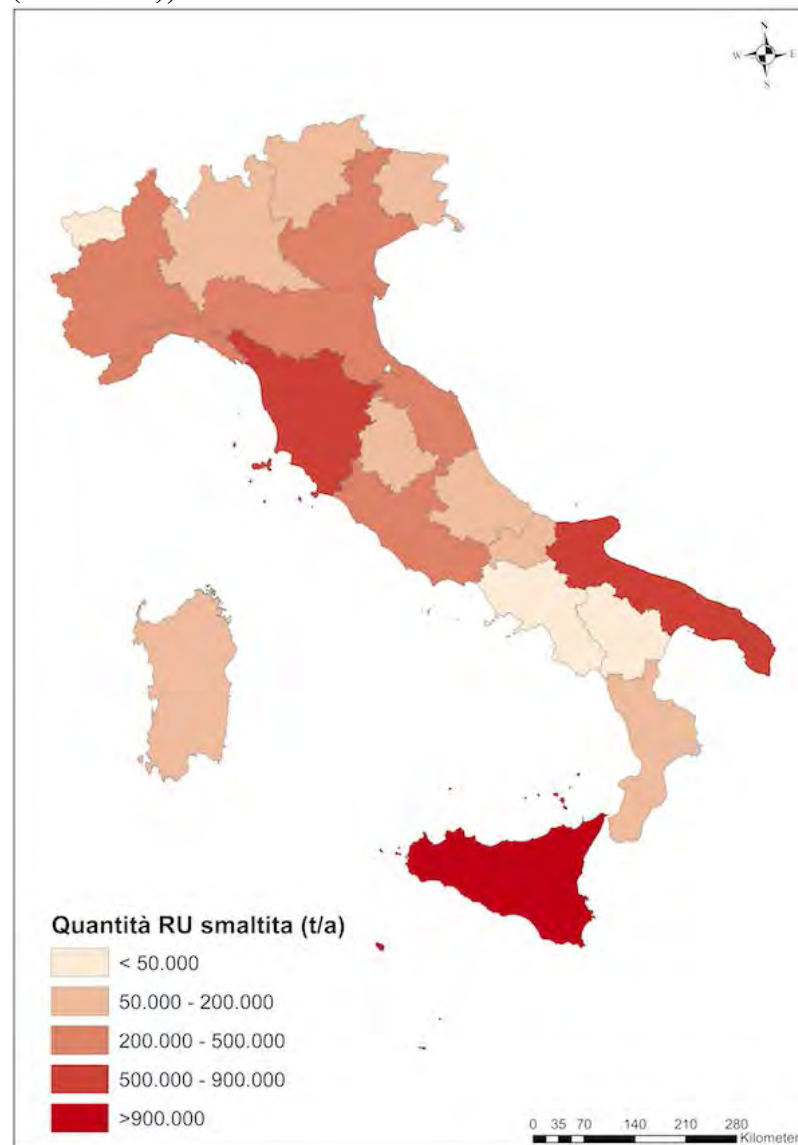 N
W E
S
Quantità RU smaltita (t/a)
< 50.000
50.000 - 200.000
200.000 - 500.000
500.000 - 900.000
>900.000
0 35 70 140 210 280
Kilometer